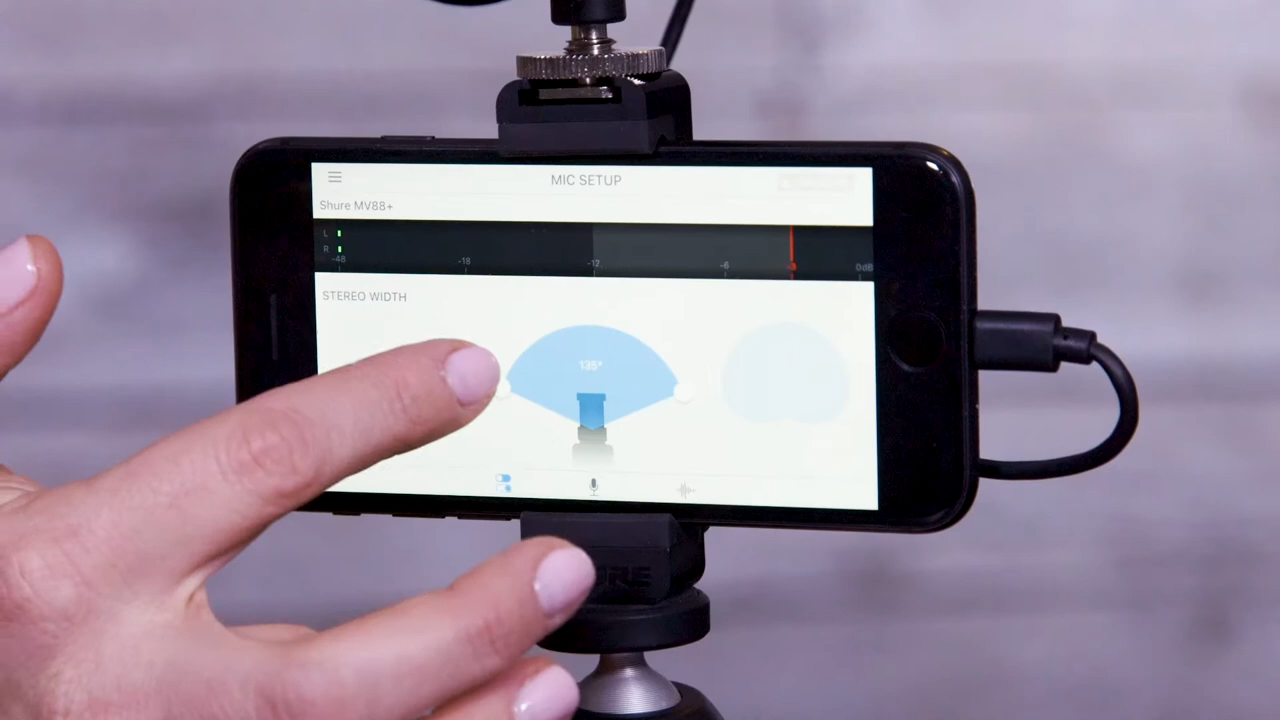 MIC SETUP
Shure MV88+
L
R
-48 -18 -12 -6 0dB
STEREO WIDTH
135°